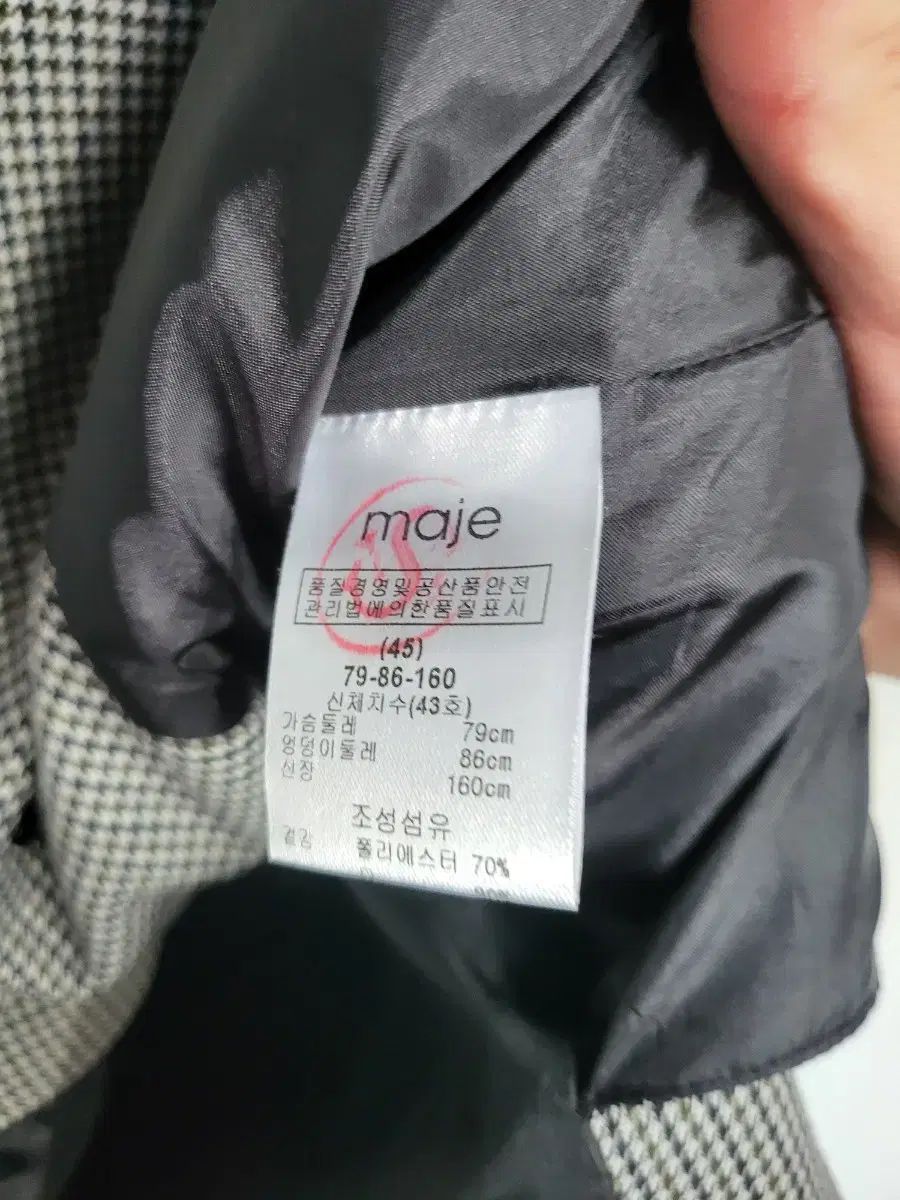 maje
품질경영및공산품안전
관리법에의한품질표시
(45)
79-86-160
신체치수(43호)
가슴둘레 79cm
엉덩이둘레 86cm
신장 160cm
조성섬유
겉감 폴리에스터 70%